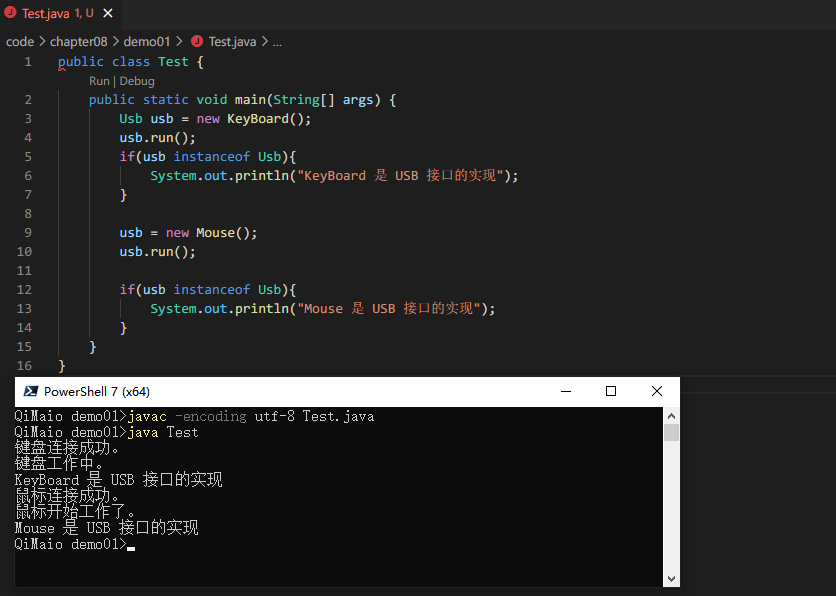 Test.java 1, U
code > chapter08 > demo01 > Test.java > ...
1 public class Test {
Run | Debug
2 public static void main(String[] args) {
3 Usb usb = new KeyBoard();
4 usb.run();
5 if(usb instanceof Usb){
6 System.out.println("KeyBoard 是 USB 接口的实现");
7 }
8
9 usb = new Mouse();
10 usb.run();
11
12 if(usb instanceof Usb){
13 System.out.println("Mouse 是 USB 接口的实现");
14 }
15 }
16 }
PowerShell 7 (x64)
QiMaio demo01>javac -encoding utf-8 Test.java
QiMaio demo01>java Test
键盘连接成功。
键盘工作中。
KeyBoard 是 USB 接口的实现
鼠标连接成功。
鼠标开始工作了。
Mouse 是 USB 接口的实现
QiMaio demo01>